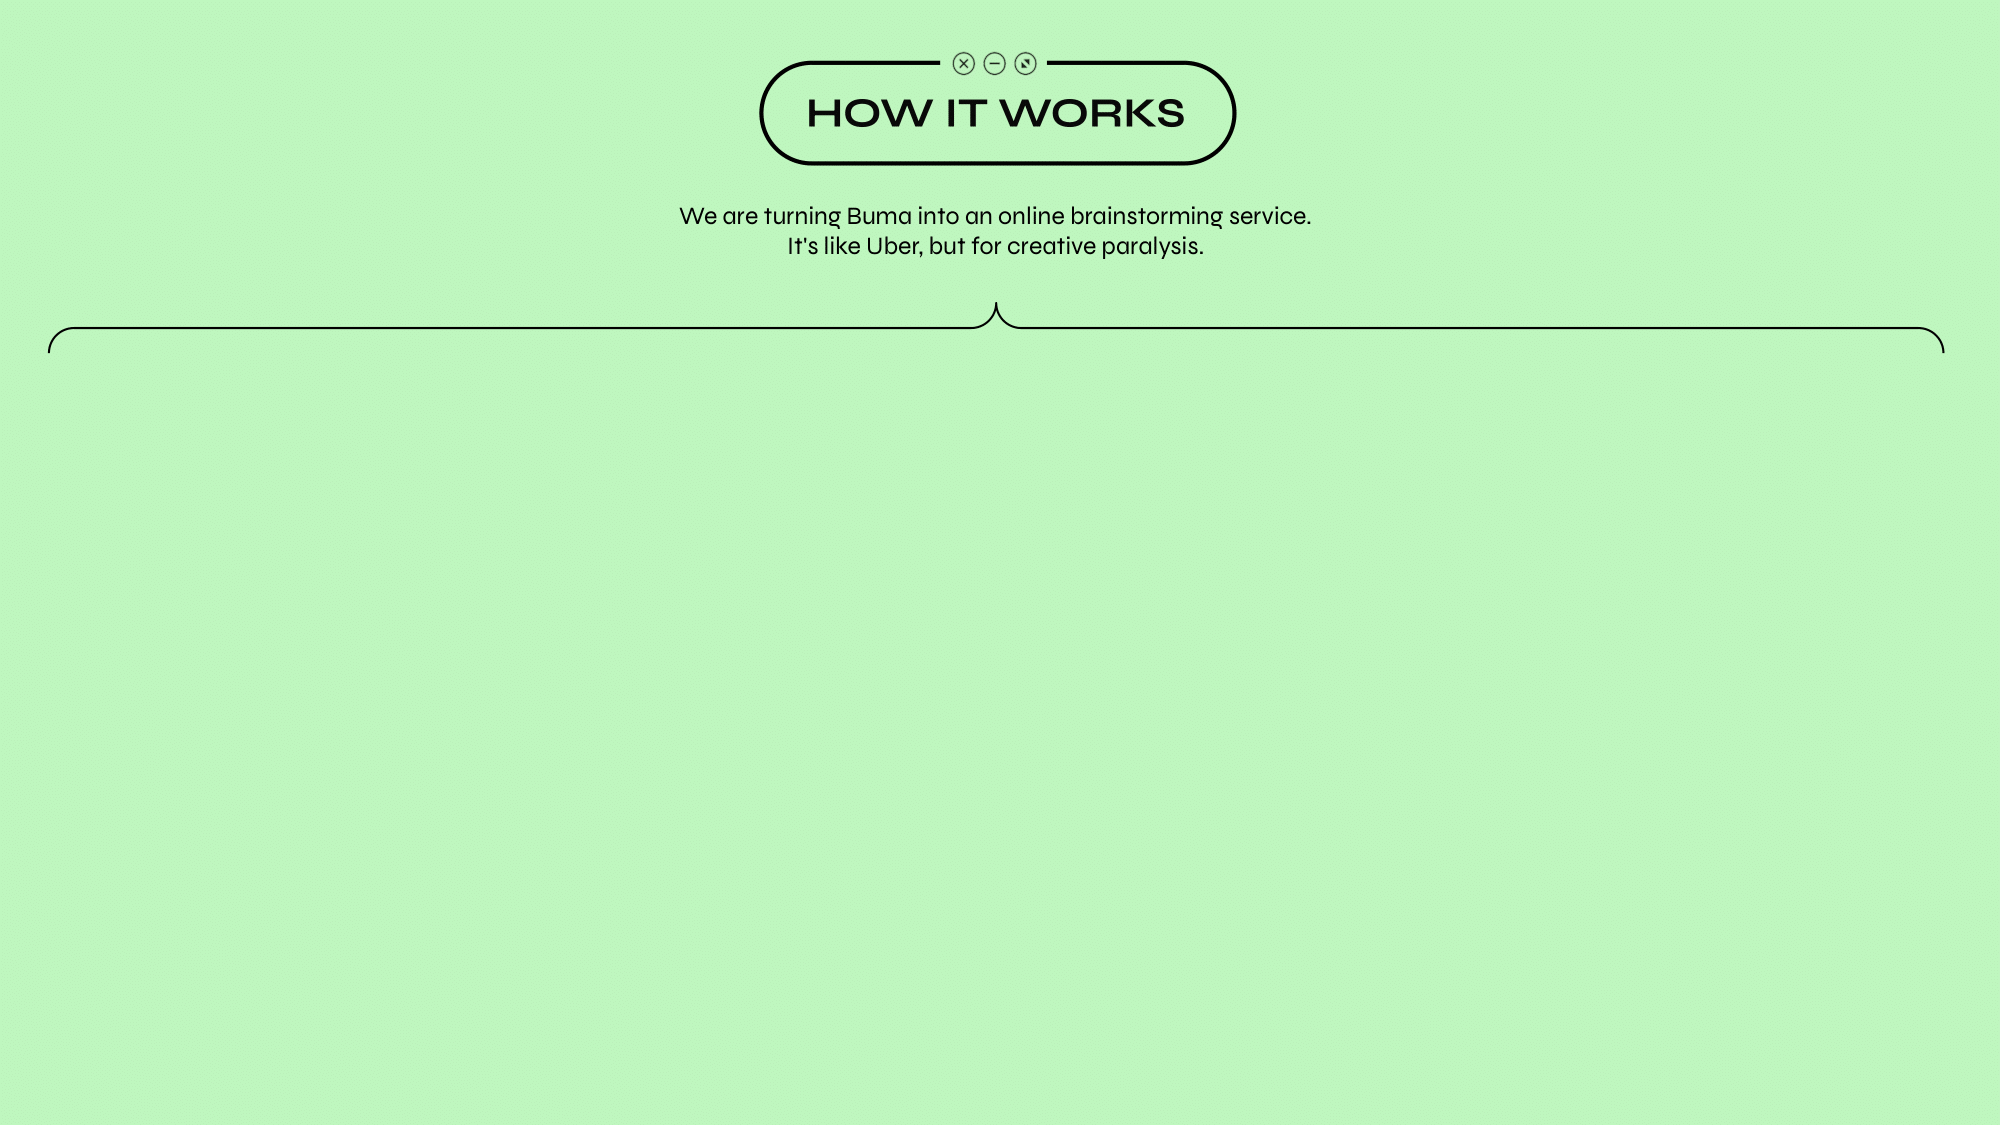 HOW IT WORKS
We are turning Buma into an online brainstorming service.
It's like Uber, but for creative paralysis.